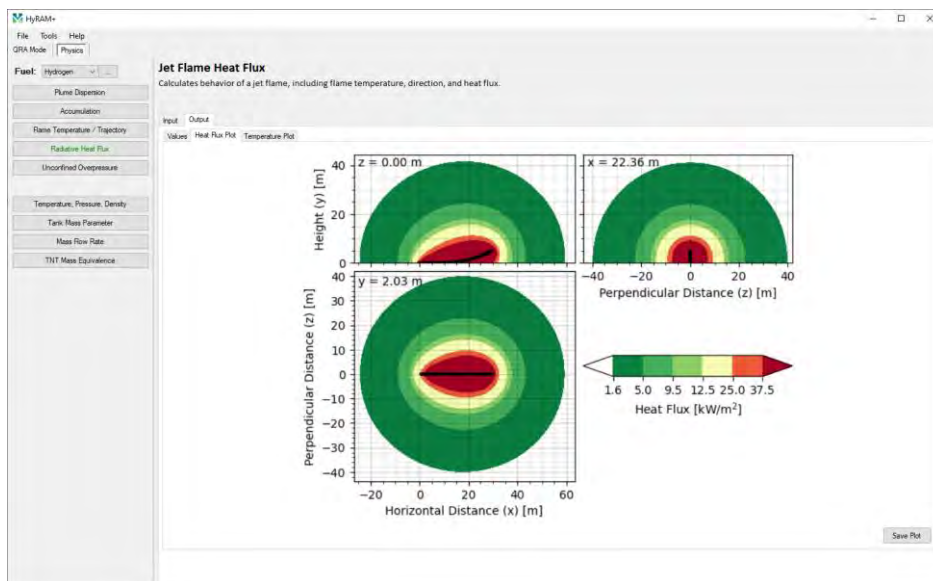 HyRAM+
File Tools Help
QRA Mode Physics
Fuel: Hydrogen ...
Plume Dispersion
Accumulation
Flame Temperature / Trajectory
Radiative Heat Flux
Unconfined Overpressure
Temperature, Pressure, Density
Tank Mass Parameter
Mass Flow Rate
TNT Mass Equivalence
Jet Flame Heat Flux
Calculates behavior of a jet flame, including flame temperature, direction, and heat flux.
Input Output
Values Heat Flux Plot Temperature Plot
z = 0.00 m
40
20
0
Height (y) [m]
x = 22.36 m
−40 −20 0 20 40
Perpendicular Distance (z) [m]
y = 2.03 m
40
30
20
10
0
−10
−20
−30
−40
Perpendicular Distance (z) [m]
−20 0 20 40 60
Horizontal Distance (x) [m]
1.6 5.0 9.5 12.5 25.0 37.5
Heat Flux [kW/m²]
Save Plot